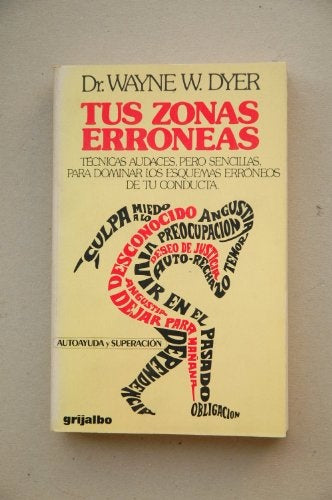 Dr. WAYNE W. DYER
TUS ZONAS
ERRONEAS
TÉCNICAS AUDACES, PERO SENCILLAS,
PARA DOMINAR LOS ESQUEMAS ERRÓNEOS
DE TU CONDUCTA.
CULPA
MIEDO
A LO
DESCONOCIDO
ANGUSTIA
PREOCUPACIÓN
DESEO DE JUSTICIA
AUTO-RECHAZO
TEMOR
VIVIR EN EL PASADO
ANGUSTIA
DEJAR PARA
MAÑANA
DEPENDENCIA
OBLIGACION
AUTOAYUDA y SUPERACIÓN
grijalbo